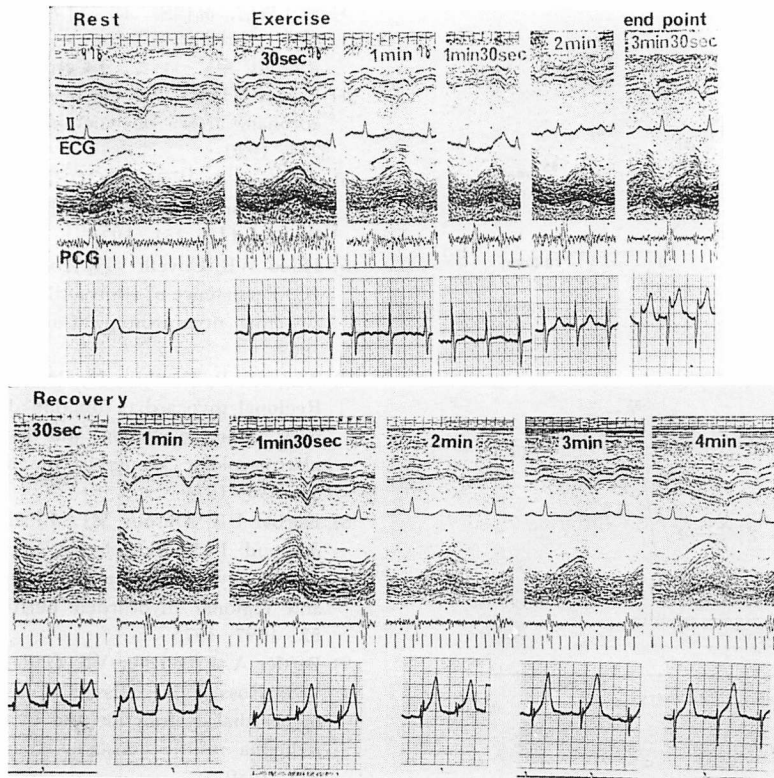 Rest Exercise end point
30sec 1min 1min30sec 2min 3min30sec
II
ECG
PCG
Recovery
30sec 1min 1min30sec 2min 3min 4min